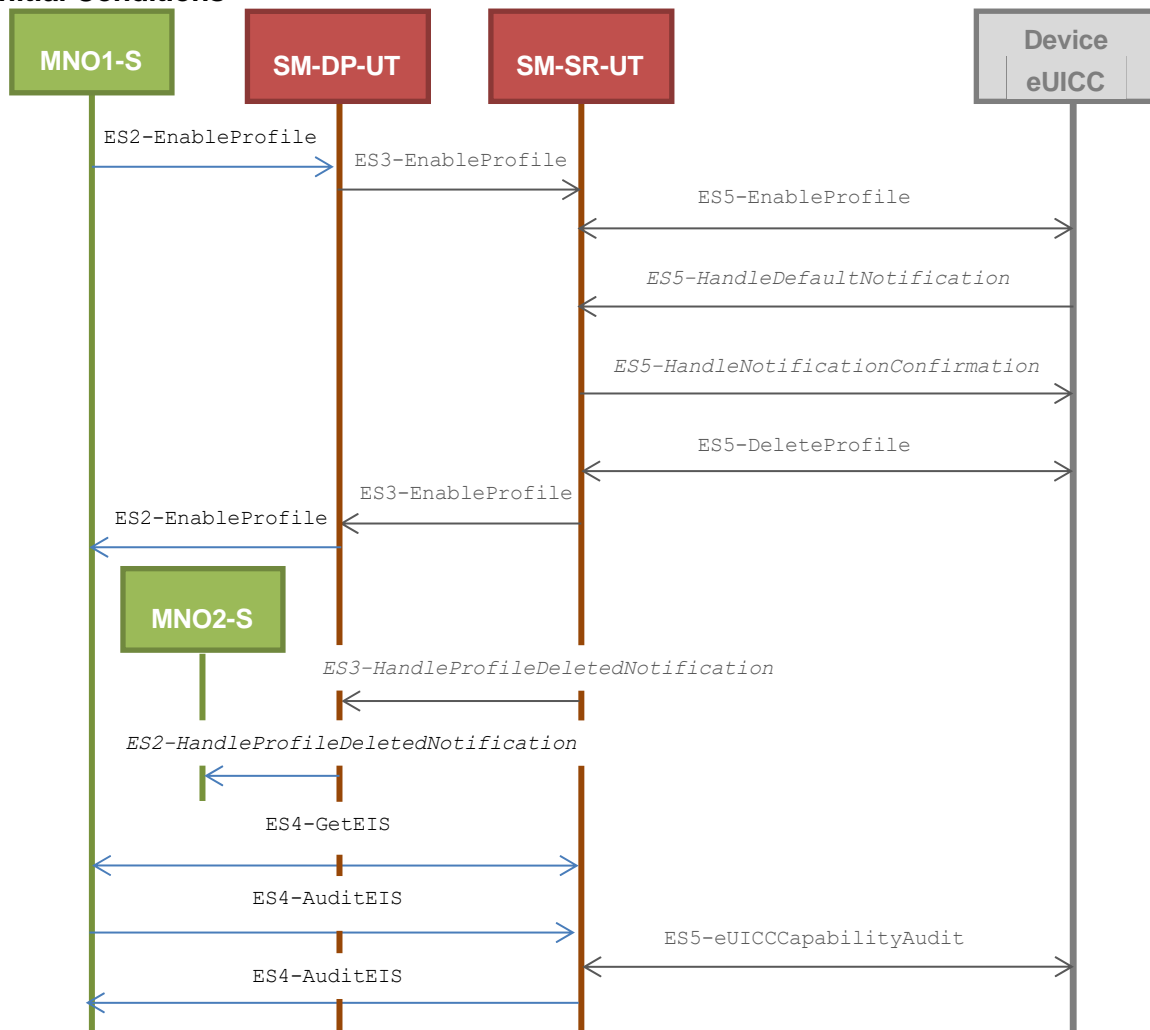 MNO1-S
SM-DP-UT
SM-SR-UT
Device
eUICC
ES2-EnableProfile
ES3-EnableProfile
ES5-EnableProfile
ES5-HandleDefaultNotification
ES5-HandleNotificationConfirmation
ES5-DeleteProfile
ES3-EnableProfile
ES2-EnableProfile
MNO2-S
ES3-HandleProfileDeletedNotification
ES2-HandleProfileDeletedNotification
ES4-GetEIS
ES4-AuditEIS
ES5-eUICCCapabilityAudit
ES4-AuditEIS